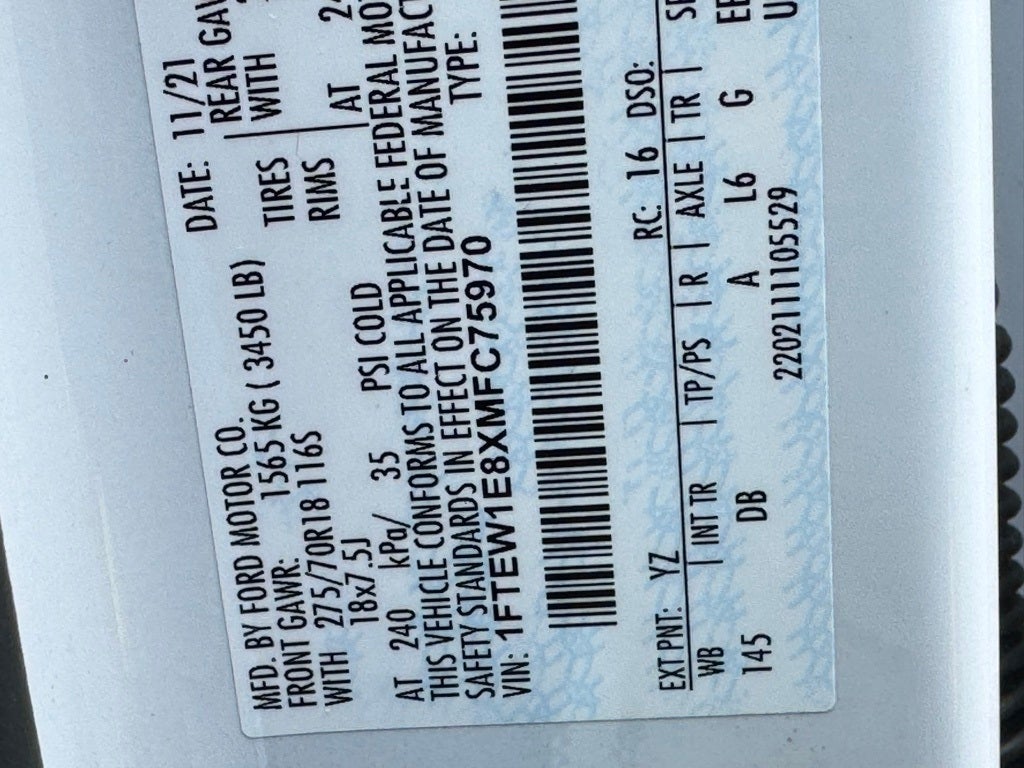 MFD. BY FORD MOTOR CO.
DATE: 11/21
FRONT GAWR: 1565 KG ( 3450 LB)
REAR GAW
WITH 275/70R18 116S TIRES WITH
18x7.5J RIMS
AT 240 kPa/ 35 PSI COLD AT 2
THIS VEHICLE CONFORMS TO ALL APPLICABLE FEDERAL MO
SAFETY STANDARDS IN EFFECT ON THE DATE OF MANUFACT
VIN: 1FTEW1E8XMFC75970 TYPE:
EXT PNT: YZ RC: 16 DSO:
WB | INT TR | TP/PS | R | AXLE | TR |
145 DB A L6 G
22021111105529